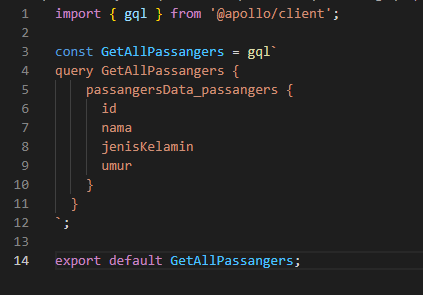 1 import { gql } from '@apollo/client';
2
3 const GetAllPassangers = gql`
4 query GetAllPassangers {
5 passangersData_passangers {
6 id
7 nama
8 jenisKelamin
9 umur
10 }
11 }
12 `;
13
14 export default GetAllPassangers;